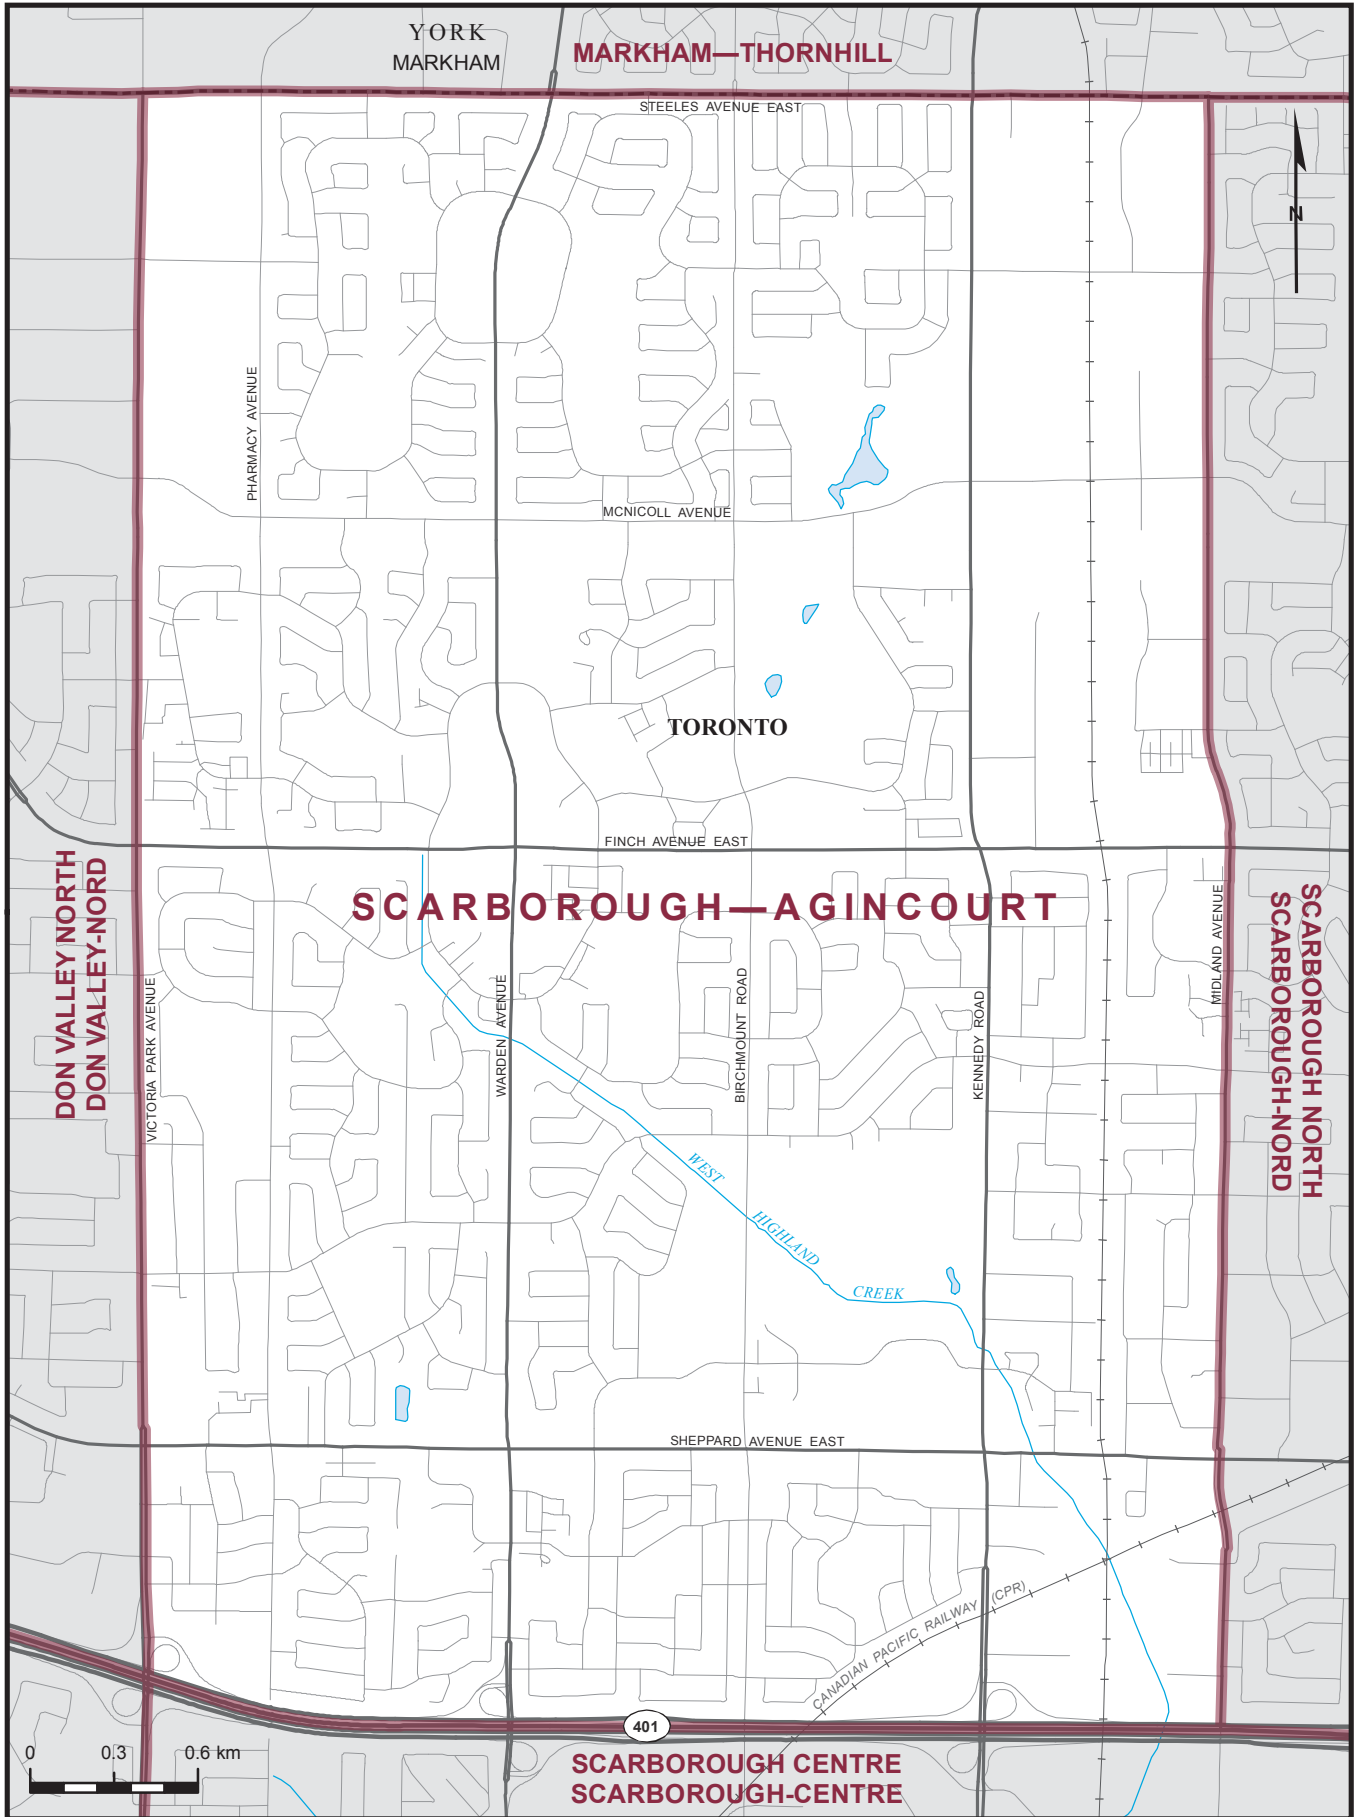 YORK
MARKHAM
MARKHAM—THORNHILL
STEELES AVENUE EAST
N
PHARMACY AVENUE
MCNICOLL AVENUE
TORONTO
FINCH AVENUE EAST
SCARBOROUGH—AGINCOURT
DON VALLEY NORTH
DON VALLEY-NORD
VICTORIA PARK AVENUE
WARDEN AVENUE
BIRCHMOUNT ROAD
KENNEDY ROAD
MIDLAND AVENUE
SCARBOROUGH NORTH
SCARBOROUGH-NORD
WEST
HIGHLAND
CREEK
SHEPPARD AVENUE EAST
CANADIAN PACIFIC RAILWAY (CPR)
401
0 0.3 0.6 km
SCARBOROUGH CENTRE
SCARBOROUGH-CENTRE